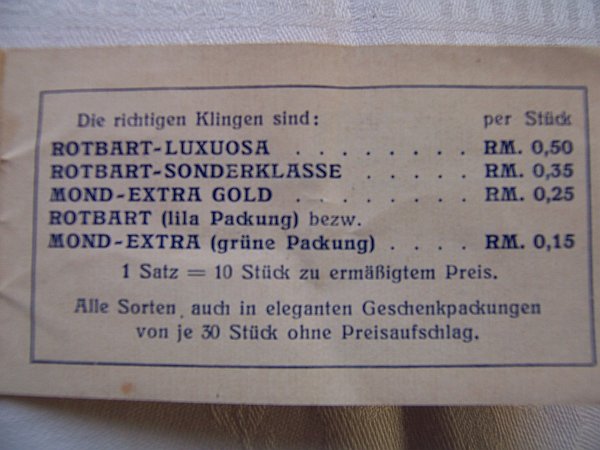 Die richtigen Klingen sind: per Stück
ROTBART-LUXUOSA . . . . . . . RM. 0,50
ROTBART-SONDERKLASSE . . . . . RM. 0,35
MOND-EXTRA GOLD . . . . . . . RM. 0,25
ROTBART (lila Packung) bezw.
MOND-EXTRA (grüne Packung) . . . . RM. 0,15
1 Satz = 10 Stück zu ermäßigtem Preis.
Alle Sorten, auch in eleganten Geschenkpackungen
von je 30 Stück ohne Preisaufschlag.